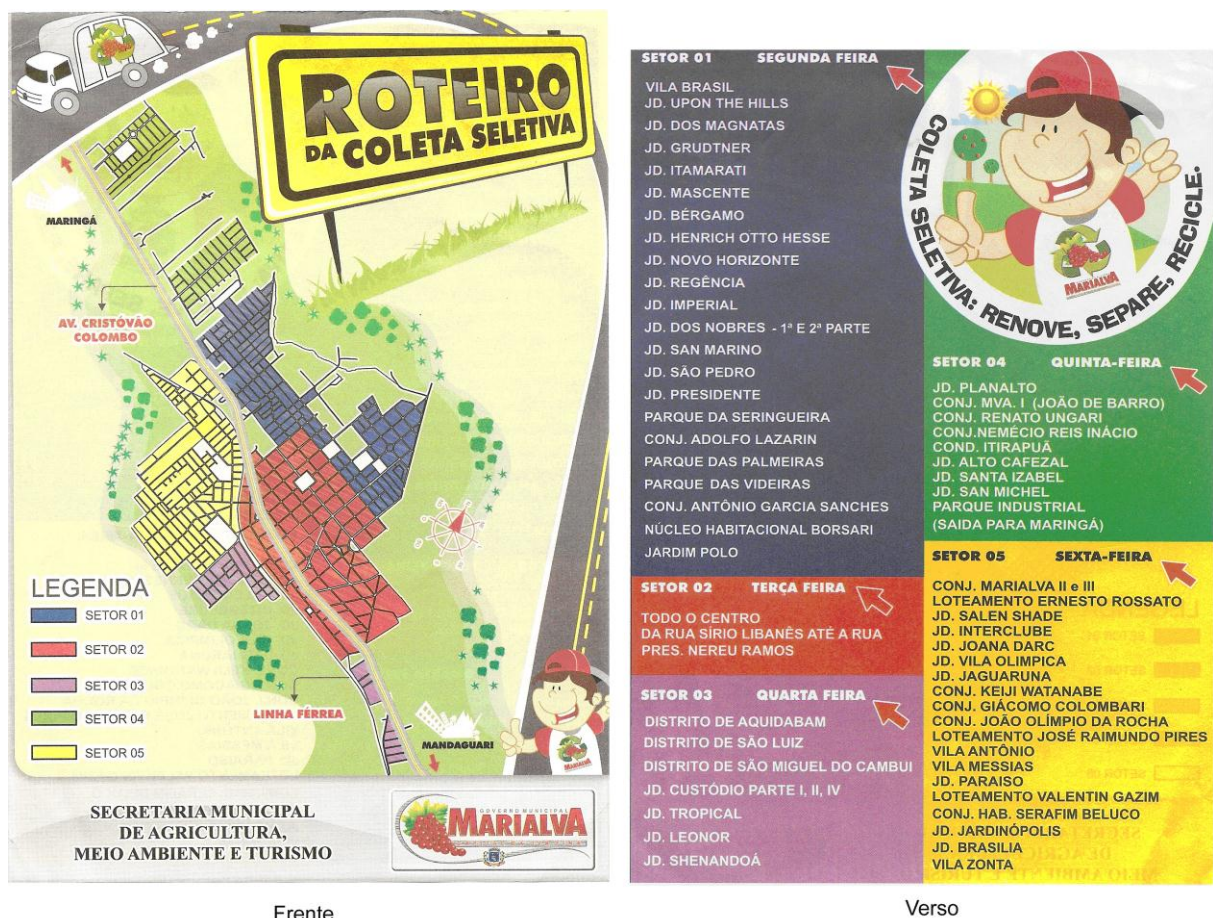 ROTEIRO
DA COLETA SELETIVA
MARINGÁ
AV. CRISTÓVÃO
COLOMBO
LEGENDA
SETOR 01
SETOR 02
SETOR 03
SETOR 04
SETOR 05
LINHA FÉRREA
MANDAGUARI
SECRETARIA MUNICIPAL
DE AGRICULTURA,
MEIO AMBIENTE E TURISMO
GOVERNO MUNICIPAL
MARIALVA
Frente
SETOR 01 SEGUNDA FEIRA
VILA BRASIL
JD. UPON THE HILLS
JD. DOS MAGNATAS
JD. GRUDTNER
JD. ITAMARATI
JD. MASCENTE
JD. BÉRGAMO
JD. HENRICH OTTO HESSE
JD. NOVO HORIZONTE
JD. REGÊNCIA
JD. IMPERIAL
JD. DOS NOBRES - 1ª E 2ª PARTE
JD. SAN MARINO
JD. SÃO PEDRO
JD. PRESIDENTE
PARQUE DA SERINGUEIRA
CONJ. ADOLFO LAZARIN
PARQUE DAS PALMEIRAS
PARQUE DAS VIDEIRAS
CONJ. ANTÔNIO GARCIA SANCHES
NÚCLEO HABITACIONAL BORSARI
JARDIM POLO
SETOR 02 TERÇA FEIRA
TODO O CENTRO
DA RUA SÍRIO LIBANÊS ATÉ A RUA
PRES. NEREU RAMOS
SETOR 03 QUARTA FEIRA
DISTRITO DE AQUIDABAM
DISTRITO DE SÃO LUIZ
DISTRITO DE SÃO MIGUEL DO CAMBUI
JD. CUSTÓDIO PARTE I, II, IV
JD. TROPICAL
JD. LEONOR
JD. SHENANDOÁ
COLETA SELETIVA: RENOVE, SEPARE, RECICLE.
MARIALVA
SETOR 04 QUINTA-FEIRA
JD. PLANALTO
CONJ. MVA. I (JOÃO DE BARRO)
CONJ. RENATO UNGARI
CONJ.NEMÉCIO REIS INÁCIO
COND. ITIRAPUÃ
JD. ALTO CAFEZAL
JD. SANTA IZABEL
JD. SAN MICHEL
PARQUE INDUSTRIAL
(SAIDA PARA MARINGÁ)
SETOR 05 SEXTA-FEIRA
CONJ. MARIALVA II e III
LOTEAMENTO ERNESTO ROSSATO
JD. SALEN SHADE
JD. INTERCLUBE
JD. JOANA DARC
JD. VILA OLIMPICA
JD. JAGUARUNA
CONJ. KEIJI WATANABE
CONJ. GIÁCOMO COLOMBARI
CONJ. JOÃO OLÍMPIO DA ROCHA
LOTEAMENTO JOSÉ RAIMUNDO PIRES
VILA ANTÔNIO
VILA MESSIAS
JD. PARAISO
LOTEAMENTO VALENTIN GAZIM
CONJ. HAB. SERAFIM BELUCO
JD. JARDINÓPOLIS
JD. BRASILIA
VILA ZONTA
Verso